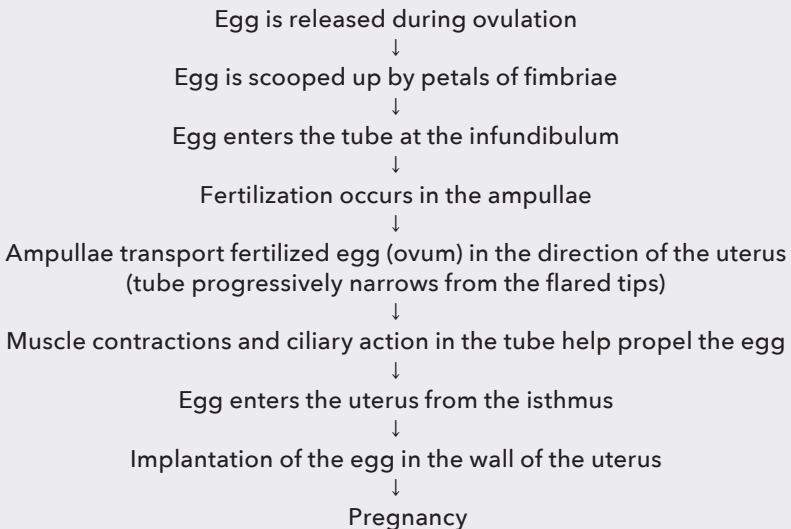 Egg is released during ovulation
↓
Egg is scooped up by petals of fimbriae
↓
Egg enters the tube at the infundibulum
↓
Fertilization occurs in the ampullae
↓
Ampullae transport fertilized egg (ovum) in the direction of the uterus
(tube progressively narrows from the flared tips)
↓
Muscle contractions and ciliary action in the tube help propel the egg
↓
Egg enters the uterus from the isthmus
↓
Implantation of the egg in the wall of the uterus
↓
Pregnancy